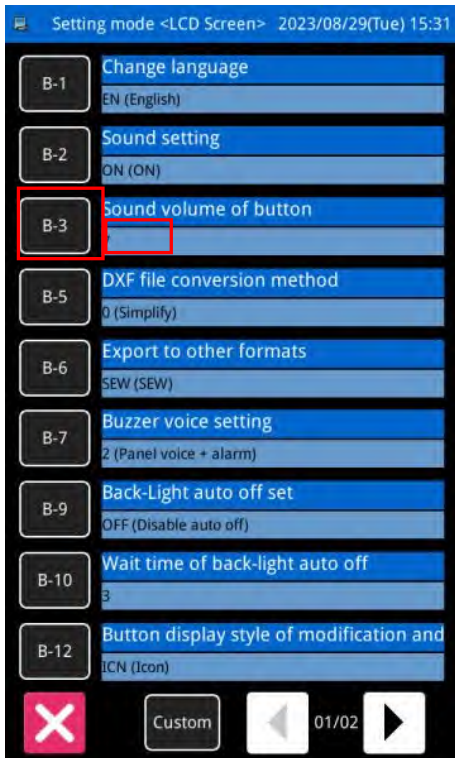 Setting mode <LCD Screen> 2023/08/29(Tue) 15:31
B-1
Change language
EN (English)
B-2
Sound setting
ON (ON)
B-3
Sound volume of button
B-5
DXF file conversion method
0 (Simplify)
B-6
Export to other formats
SEW (SEW)
B-7
Buzzer voice setting
2 (Panel voice + alarm)
B-9
Back-Light auto off set
OFF (Disable auto off)
B-10
Wait time of back-light auto off
3
B-12
Button display style of modification and
ICN (Icon)
Custom
01/02